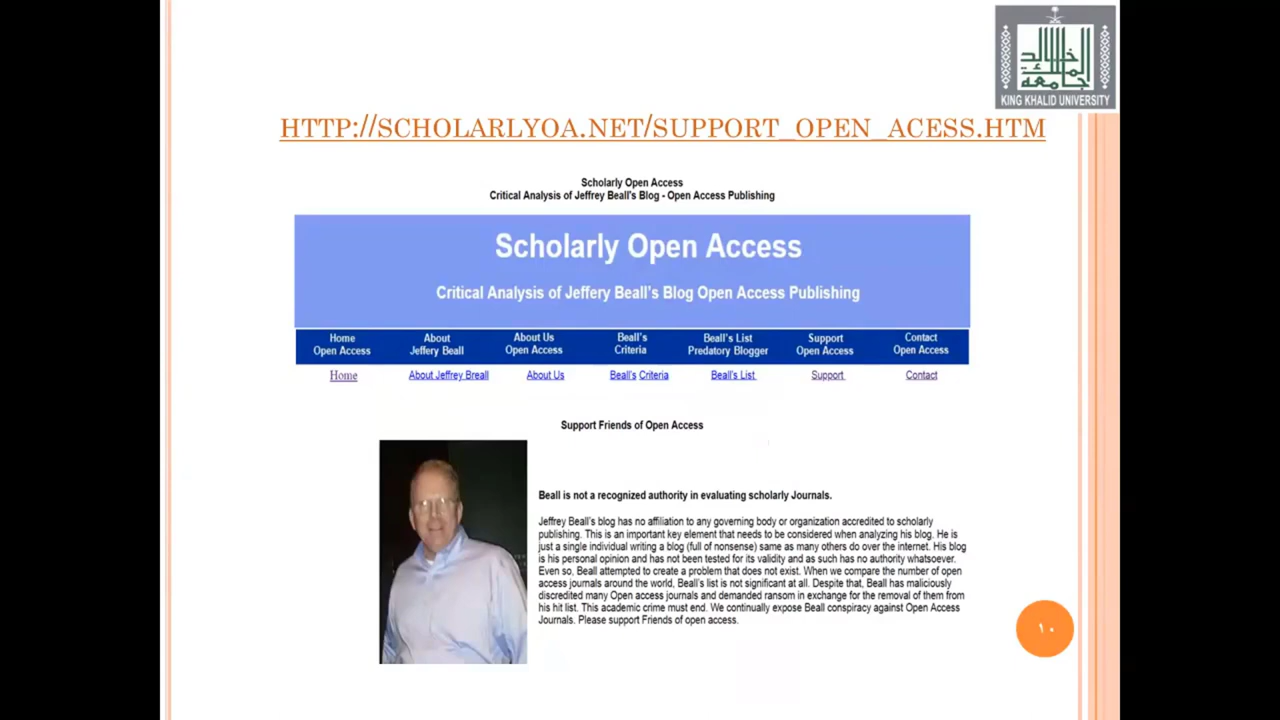 جامعة الملك خالد
KING KHALID UNIVERSITY
HTTP://SCHOLARLYOA.NET/SUPPORT_OPEN_ACESS.HTM
Scholarly Open Access
Critical Analysis of Jeffrey Beall's Blog - Open Access Publishing
Scholarly Open Access
Critical Analysis of Jeffery Beall's Blog Open Access Publishing
Home About About Us Beall's Beall's List Support Contact
Open Access Jeffery Beall Open Access Criteria Predatory Blogger Open Access Open Access
Home About Jeffrey Breall About Us Beall's Criteria Beall's List Support Contact
Support Friends of Open Access
Beall is not a recognized authority in evaluating scholarly Journals.
Jeffrey Beall's blog has no affiliation to any governing body or organization accredited to scholarly
publishing. This is an important key element that needs to be considered when analyzing his blog. He is
just a single individual writing a blog (full of nonsense) same as many others do over the internet. His blog
is his personal opinion and has not been tested for its validity and as such has no authority whatsoever.
Even so, Beall attempted to create a problem that does not exist. When we compare the number of open
access journals around the world, Beall's list is not significant at all. Despite that, Beall has maliciously
discredited many Open access journals and demanded ransom in exchange for the removal of them from
his hit list. This academic crime must end. We continually expose Beall conspiracy against Open Access
Journals. Please support Friends of open access.
١٠